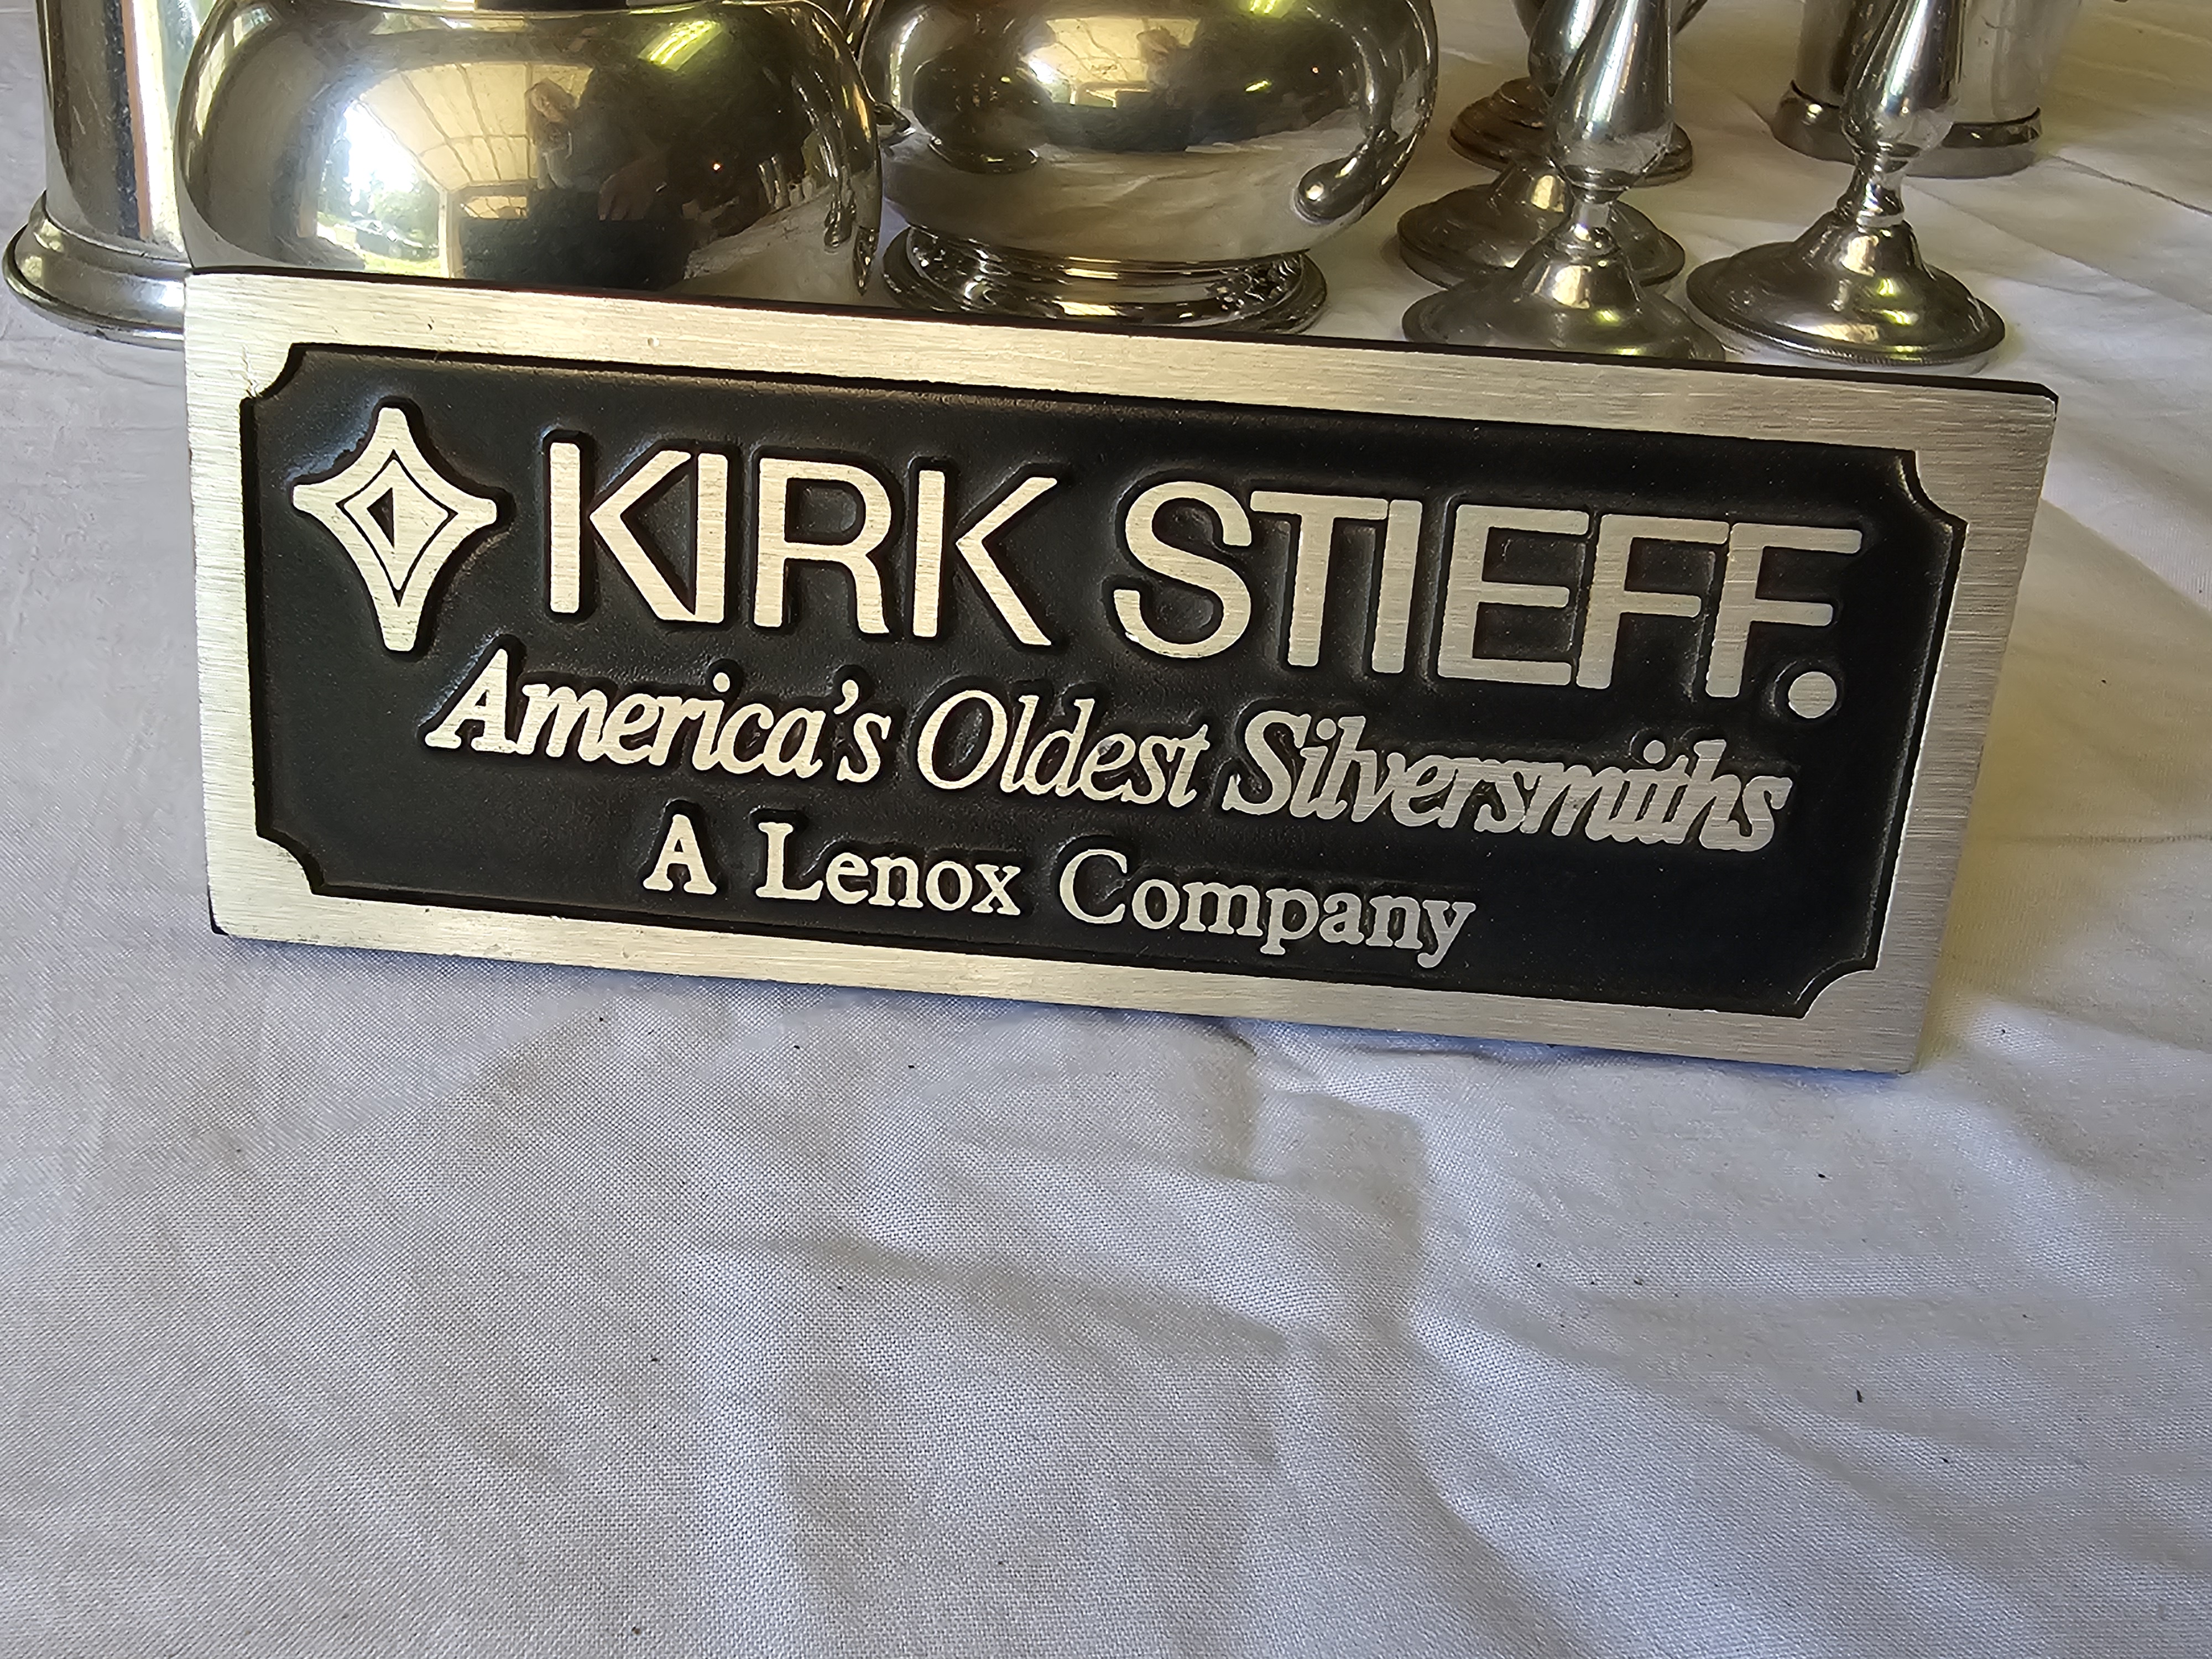 KIRK STIEFF.
America's Oldest Silversmiths
A Lenox Company